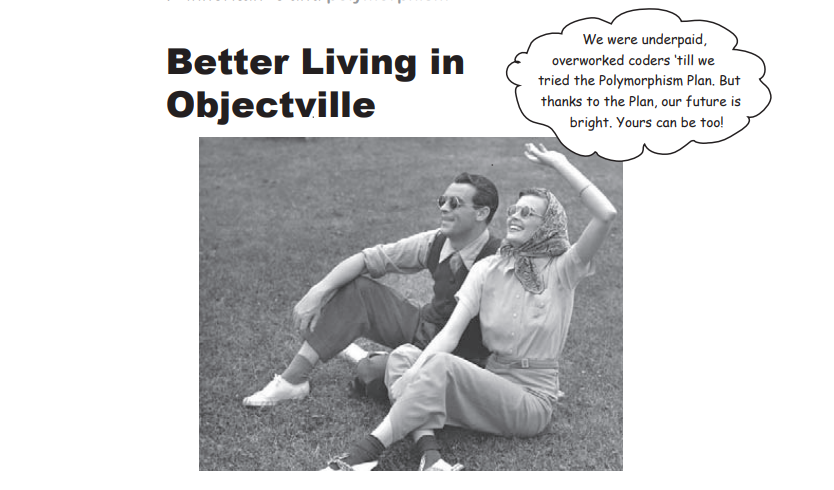 Better Living in
Objectville
We were underpaid,
overworked coders ‘till we
tried the Polymorphism Plan. But
thanks to the Plan, our future is
bright. Yours can be too!